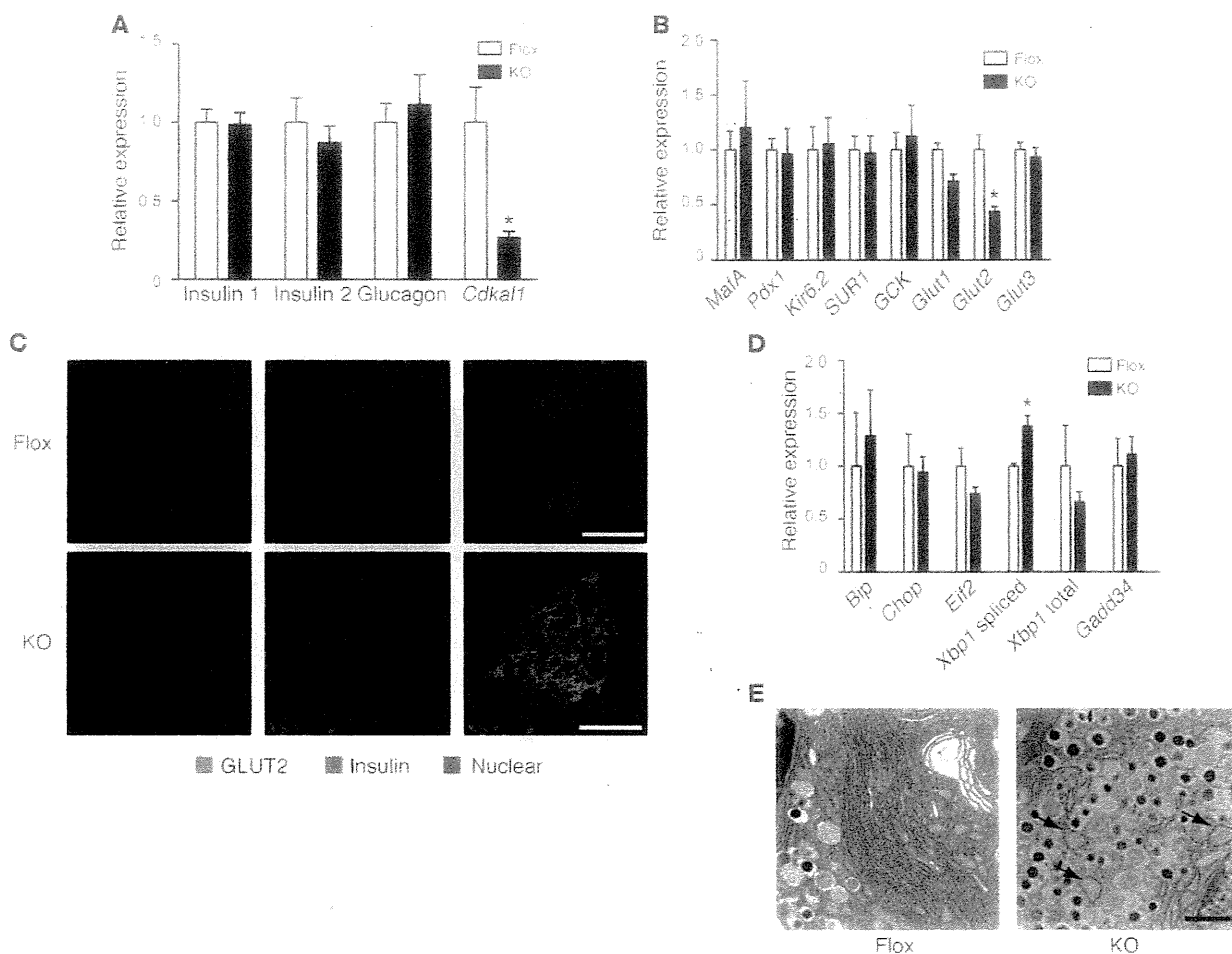 A
1.5
1.0
0.5
0
Relative expression
Flox
KO
*
Insulin 1 Insulin 2 Glucagon Cdkal1
B
2.0
1.5
1.0
0.5
0
Relative expression
Flox
KO
*
MafA Pdx1 Kir6.2 SUR1 GCK Glut1 Glut2 Glut3
C
Flox
KO
GLUT2 Insulin Nuclear
D
2.0
1.5
1.0
0.5
0
Relative expression
Flox
KO
*
Bip Chop Eif2 Xbp1 spliced Xbp1 total Gadd34
E
Flox KO